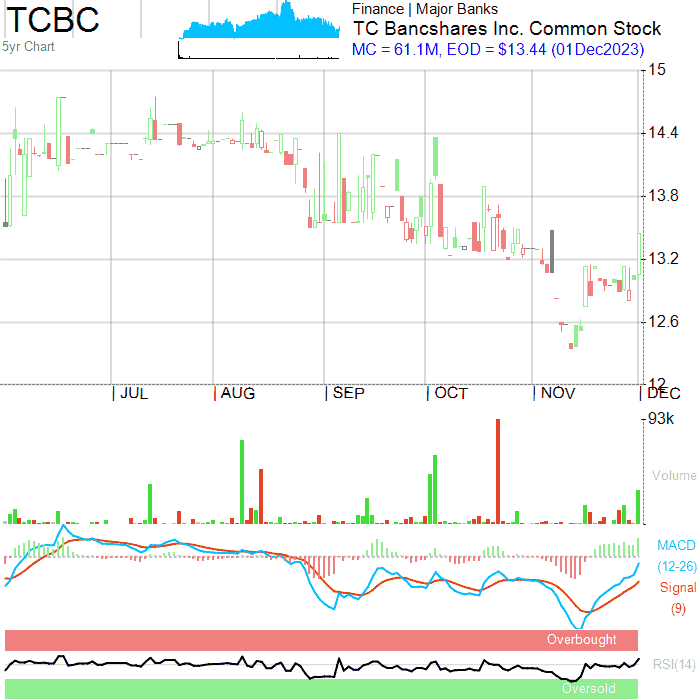 TCBC
5yr Chart
Finance | Major Banks
TC Bancshares Inc. Common Stock
MC = 61.1M, EOD = $13.44 (01Dec2023)
15
14.4
13.8
13.2
12.6
12
JUL
AUG
SEP
OCT
NOV
DEC
93k
Volume
MACD
(12-26)
Signal
(9)
Overbought
RSI(14)
Oversold